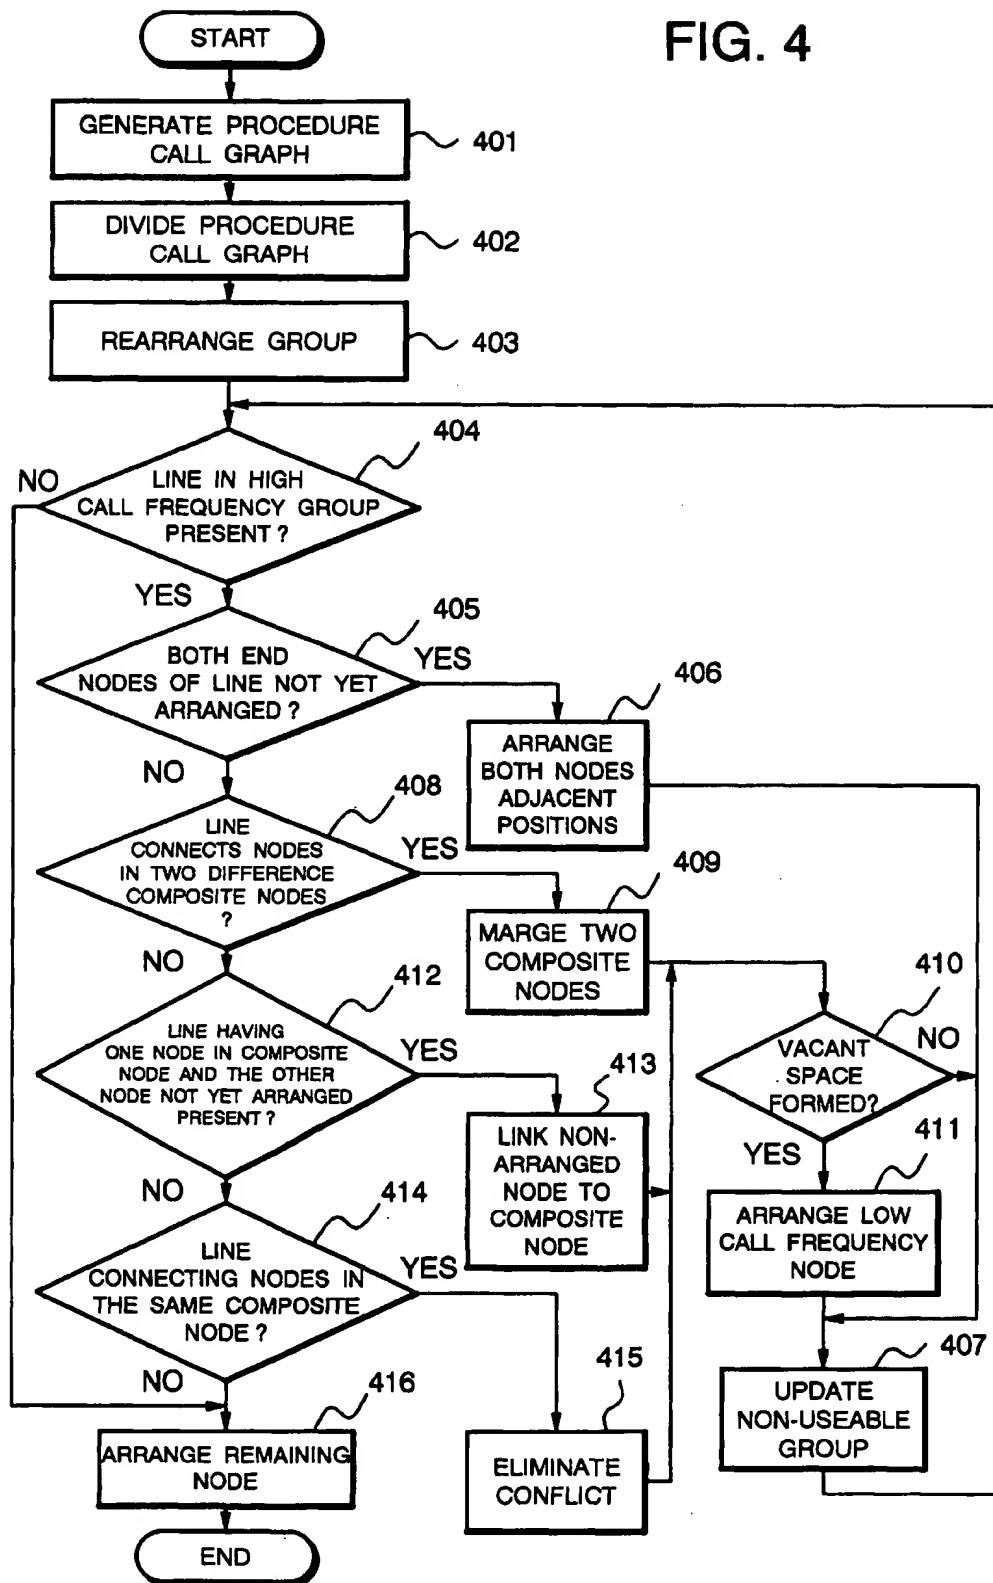 FIG. 4
START
GENERATE PROCEDURE
CALL GRAPH
401
DIVIDE PROCEDURE
CALL GRAPH
402
REARRANGE GROUP
403
404
NO
LINE IN HIGH
CALL FREQUENCY GROUP
PRESENT ?
YES
405
BOTH END
NODES OF LINE NOT YET
ARRANGED ?
YES
406
ARRANGE
BOTH NODES
ADJACENT
POSITIONS
NO
408
LINE
CONNECTS NODES
IN TWO DIFFERENCE
COMPOSITE NODES
?
YES
409
MARGE TWO
COMPOSITE
NODES
NO
412
LINE HAVING
ONE NODE IN COMPOSITE
NODE AND THE OTHER
NODE NOT YET ARRANGED
PRESENT ?
YES
413
LINK NON-
ARRANGED
NODE TO
COMPOSITE
NODE
410
VACANT
SPACE
FORMED?
NO
YES
411
ARRANGE LOW
CALL FREQUENCY
NODE
NO
414
LINE
CONNECTING NODES IN
THE SAME COMPOSITE
NODE ?
YES
415
ELIMINATE
CONFLICT
407
UPDATE
NON-USEABLE
GROUP
NO
416
ARRANGE REMAINING
NODE
END